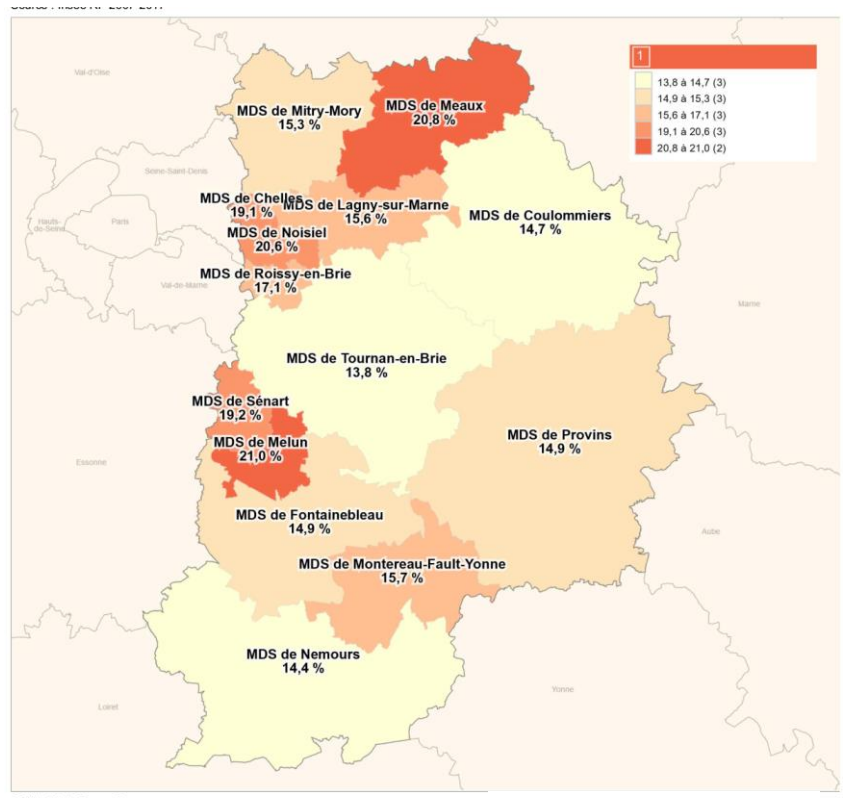 Val-d'Oise
1
MDS de Meaux
20,8 %
MDS de Mitry-Mory
15,3 %
13,8 à 14,7 (3)
14,9 à 15,3 (3)
15,6 à 17,1 (3)
19,1 à 20,6 (3)
20,8 à 21,0 (2)
Seine-Saint-Denis
MDS de Chelles
19,1 %
MDS de Lagny-sur-Marne
15,6 %
Hauts-
de-Seine
Paris
MDS de Coulommiers
14,7 %
MDS de Noisiel
20,6 %
MDS de Roissy-en-Brie
17,1 %
Val-de-Marne
Marne
MDS de Tournan-en-Brie
13,8 %
MDS de Sénart
19,2 %
MDS de Melun
21,0 %
MDS de Provins
14,9 %
Essonne
MDS de Fontainebleau
14,9 %
Aube
MDS de Montereau-Fault-Yonne
15,7 %
MDS de Nemours
14,4 %
Yonne
Loiret